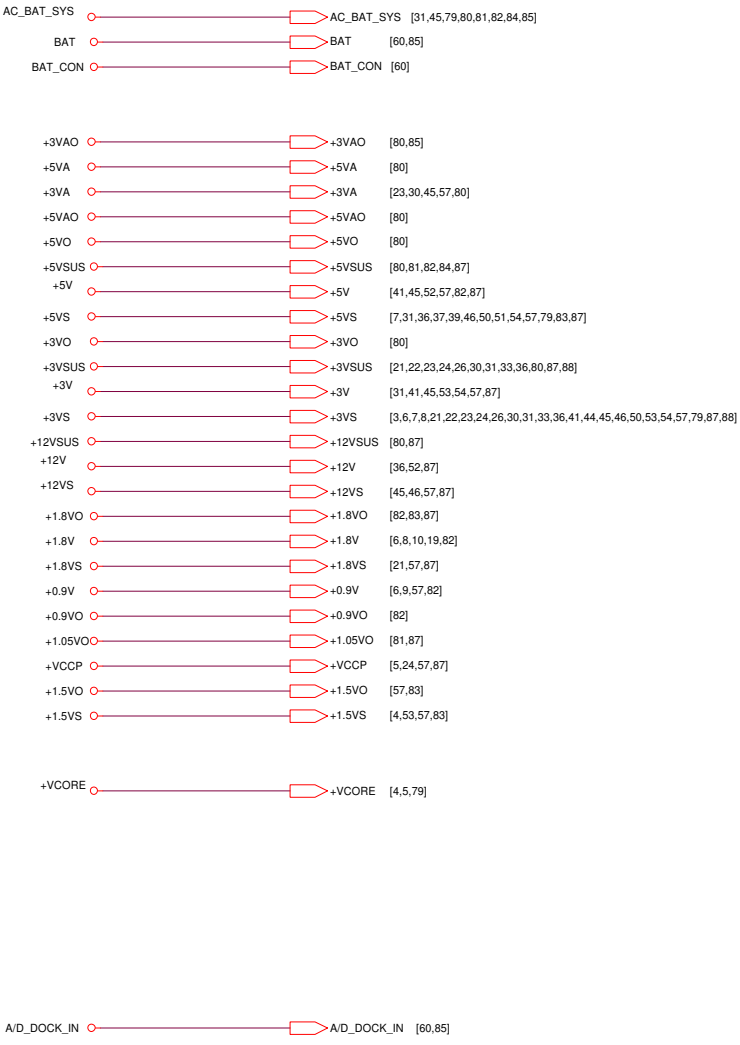 AC_BAT_SYS AC_BAT_SYS [31,45,79,80,81,82,84,85]
BAT BAT [60,85]
BAT_CON BAT_CON [60]
+3VAO +3VAO [80,85]
+5VA +5VA [80]
+3VA +3VA [23,30,45,57,80]
+5VAO +5VAO [80]
+5VO +5VO [80]
+5VSUS +5VSUS [80,81,82,84,87]
+5V +5V [41,45,52,57,82,87]
+5VS +5VS [7,31,36,37,39,46,50,51,54,57,79,83,87]
+3VO +3VO [80]
+3VSUS +3VSUS [21,22,23,24,26,30,31,33,36,80,87,88]
+3V +3V [31,41,45,53,54,57,87]
+3VS +3VS [3,6,7,8,21,22,23,24,26,30,31,33,36,41,44,45,46,50,53,54,57,79,87,88]
+12VSUS +12VSUS [80,87]
+12V +12V [36,52,87]
+12VS +12VS [45,46,57,87]
+1.8VO +1.8VO [82,83,87]
+1.8V +1.8V [6,8,10,19,82]
+1.8VS +1.8VS [21,57,87]
+0.9V +0.9V [6,9,57,82]
+0.9VO +0.9VO [82]
+1.05VO +1.05VO [81,87]
+VCCP +VCCP [5,24,57,87]
+1.5VO +1.5VO [57,83]
+1.5VS +1.5VS [4,53,57,83]
+VCORE +VCORE [4,5,79]
A/D_DOCK_IN A/D_DOCK_IN [60,85]